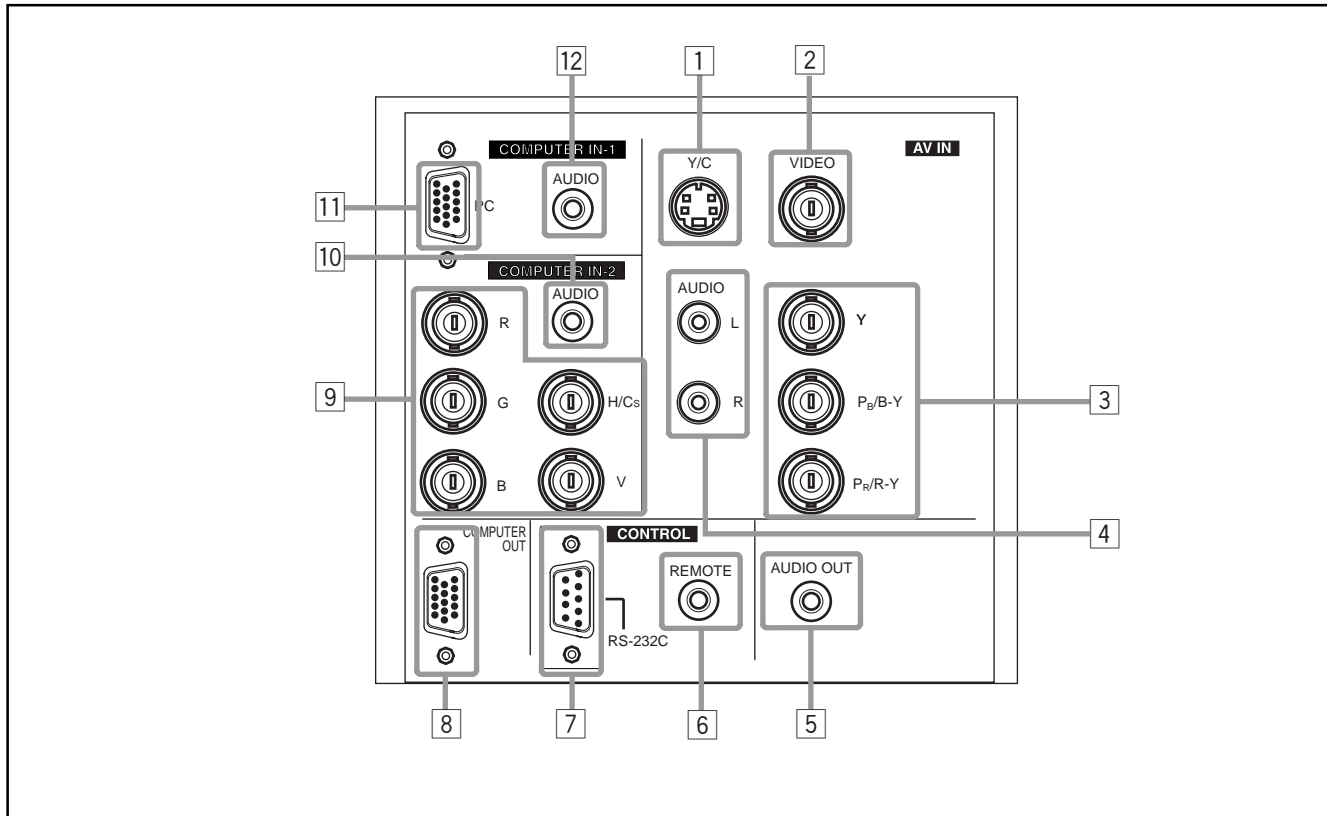 12
1
2
COMPUTER IN-1
AV IN
AUDIO
Y/C
VIDEO
11
PC
10
COMPUTER IN-2
AUDIO
AUDIO
R
L
Y
9
G
H/Cs
R
PB/B-Y
3
B
V
PR/R-Y
4
COMPUTER
OUT
CONTROL
REMOTE
AUDIO OUT
RS-232C
8
7
6
5